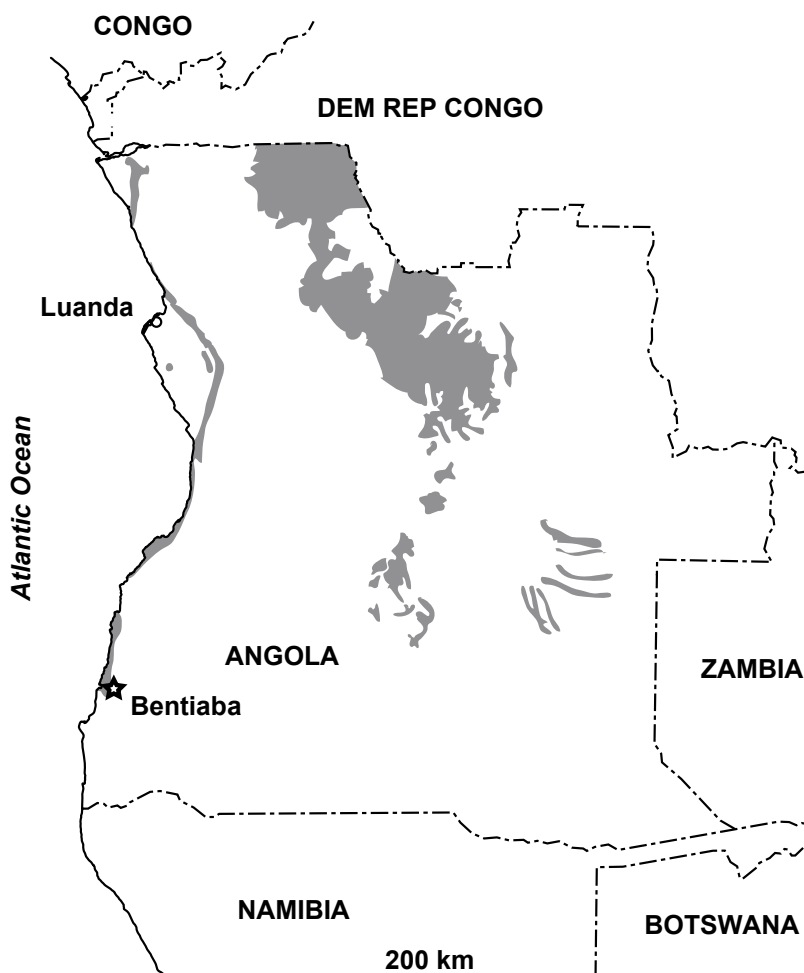 CONGO
DEM REP CONGO
Luanda
Atlantic Ocean
ANGOLA
ZAMBIA
Bentiaba
NAMIBIA
BOTSWANA
200 km